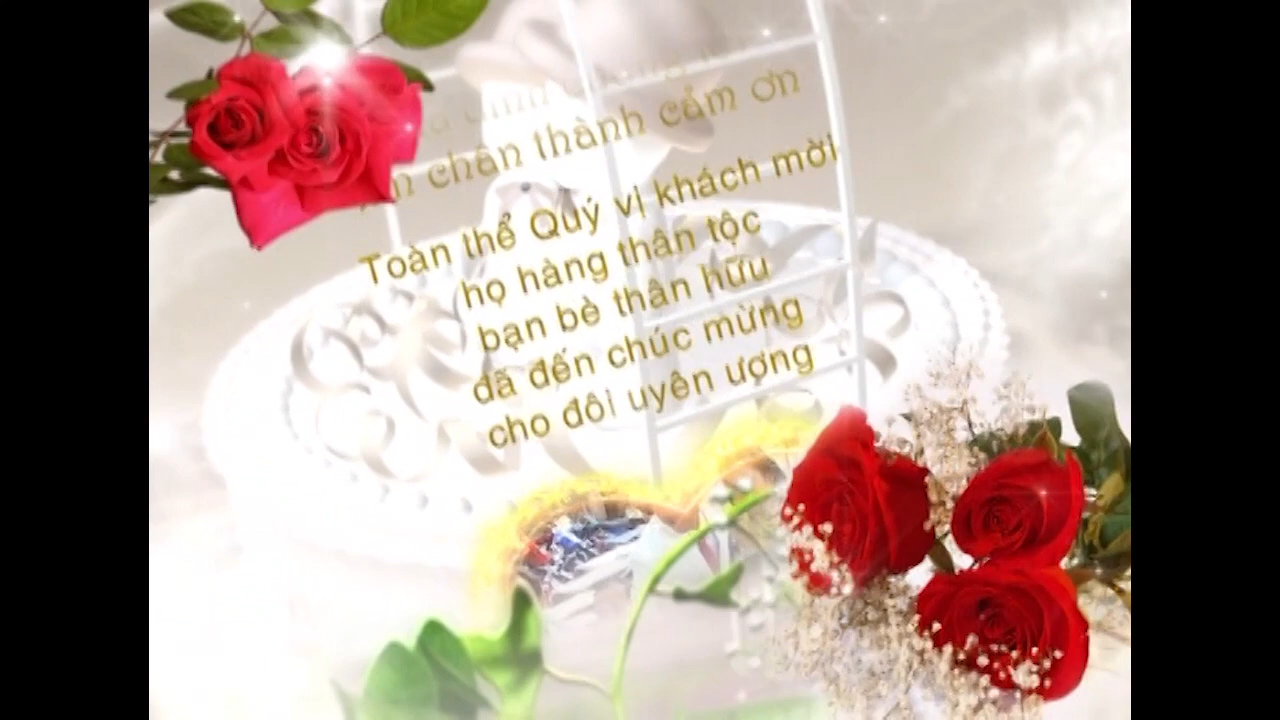 chân thành cảm ơn
Toàn thể Quý vị khách mời
họ hàng thân tộc
bạn bè thân hữu
đã đến chúc mừng
cho đôi uyên ượng